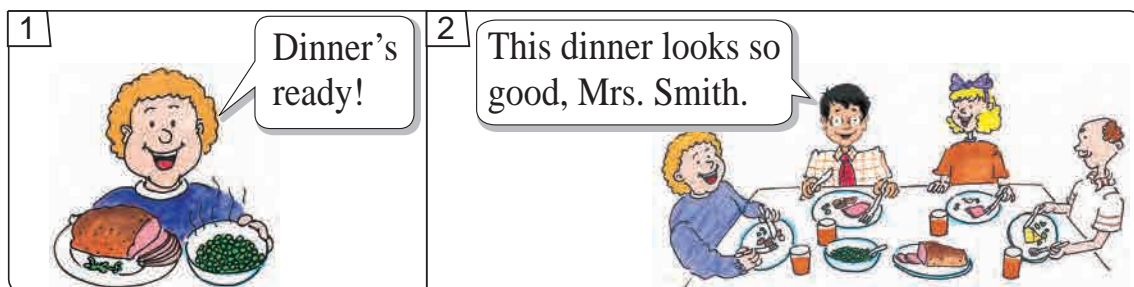 1
Dinner's
ready!
2
This dinner looks so
good, Mrs. Smith.